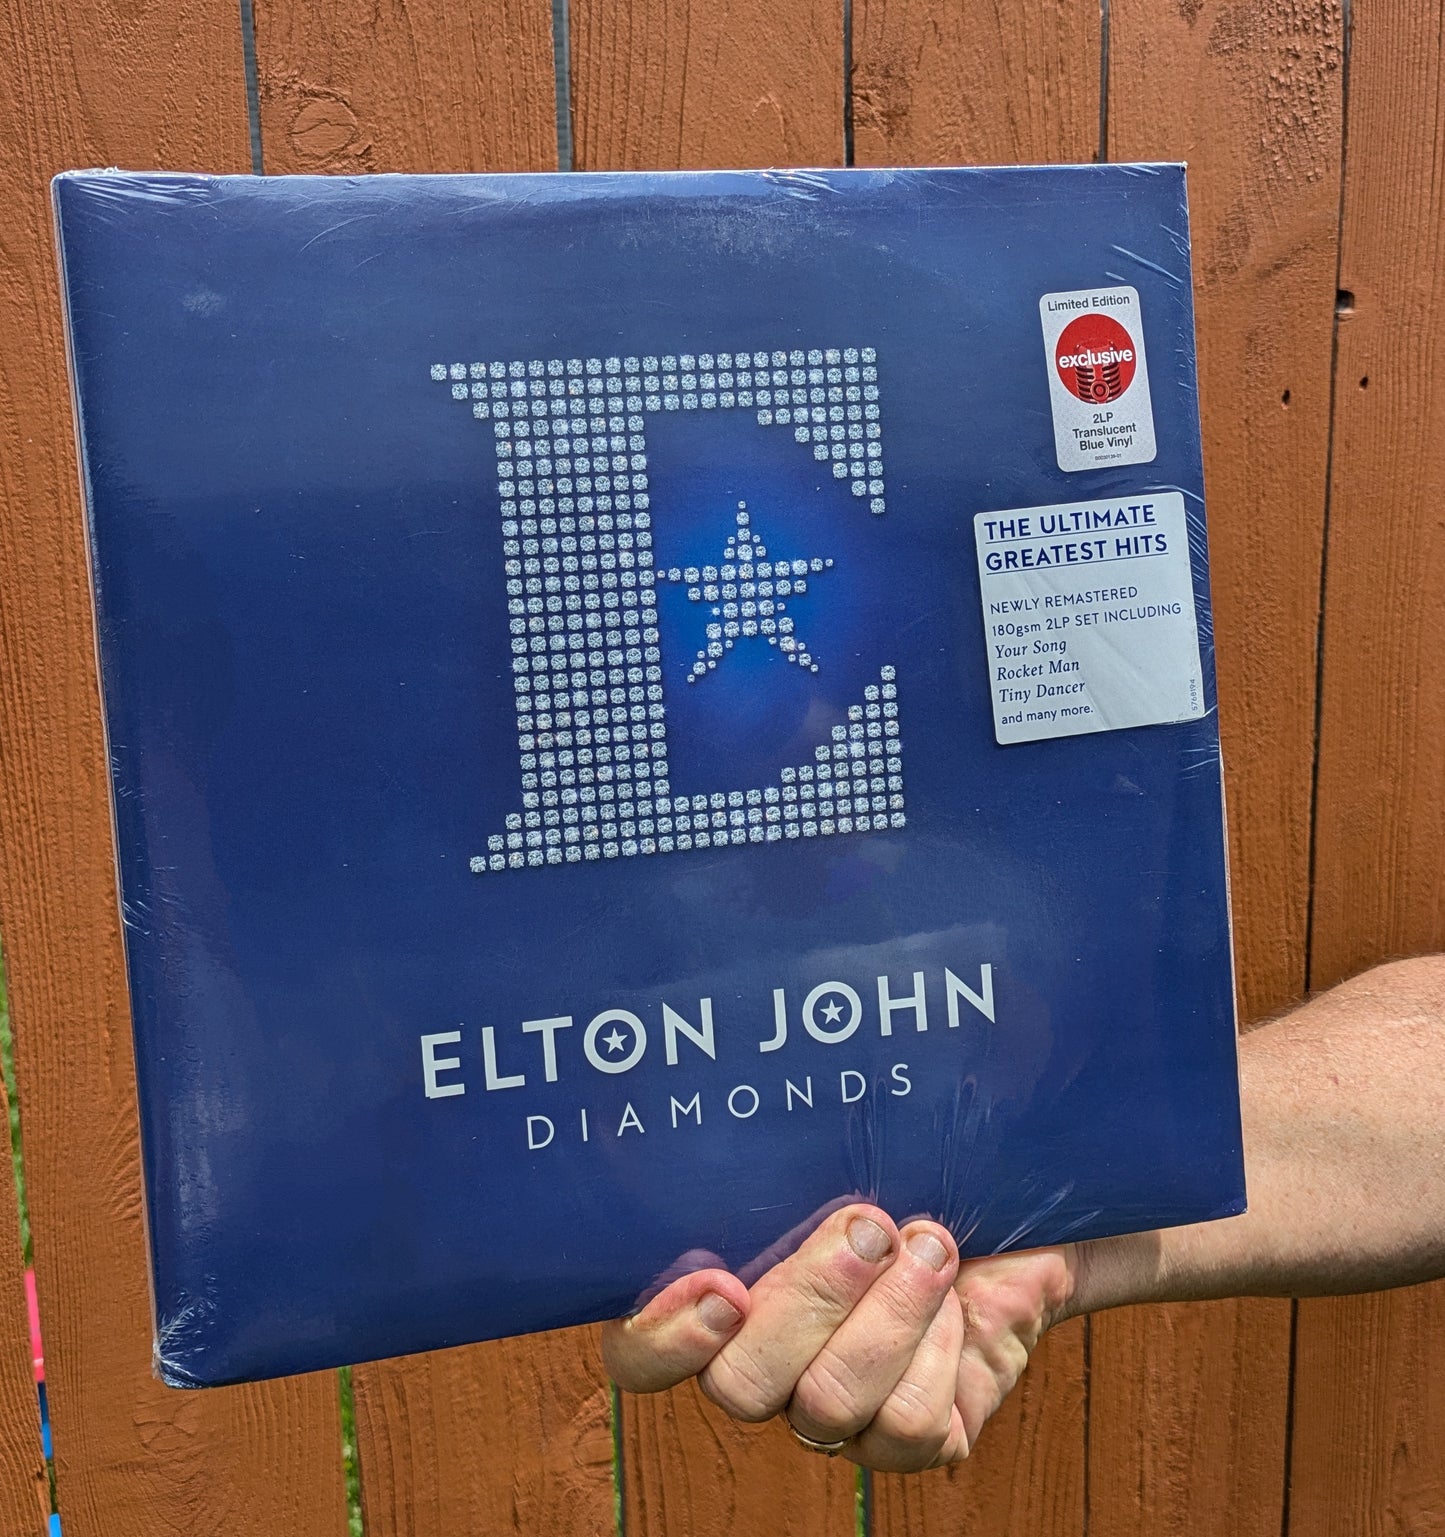 Limited Edition
exclusive
2LP
Translucent
Blue Vinyl
THE ULTIMATE
GREATEST HITS
NEWLY REMASTERED
180gsm 2LP SET INCLUDING
Your Song
Rocket Man
Tiny Dancer
and many more.
5768194
ELTON JOHN
DIAMONDS